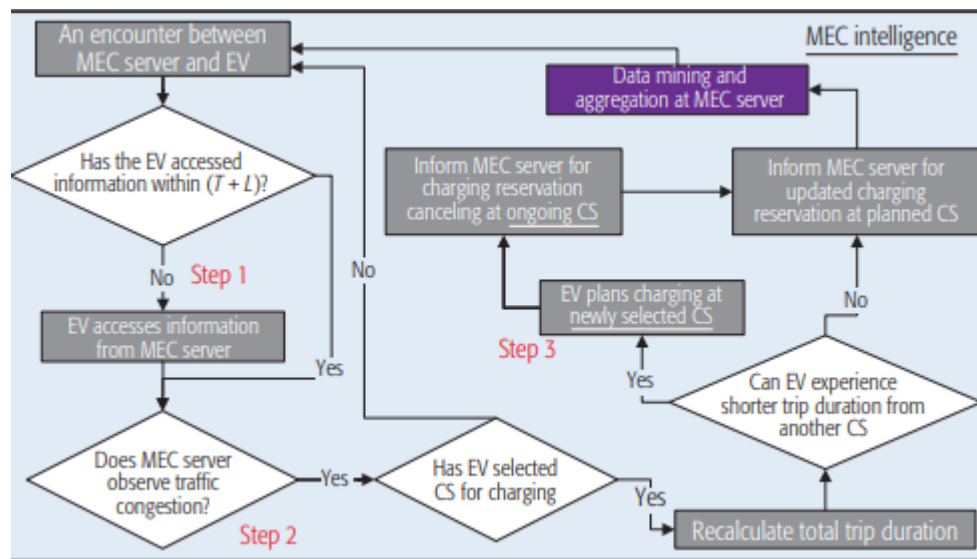 An encounter between
MEC server and EV
MEC intelligence
Data mining and
aggregation at MEC server
Has the EV accessed
information within (T + L)?
Inform MEC server for
charging reservation
canceling at ongoing CS
Inform MEC server for
updated charging
reservation at planned CS
No
Step 1
No
No
EV accesses information
from MEC server
EV plans charging at
newly selected CS
Step 3
Yes
Yes
Can EV experience
shorter trip duration from
another CS
Does MEC server
observe traffic
congestion?
Yes
Has EV selected
CS for charging
Yes
Step 2
Recalculate total trip duration